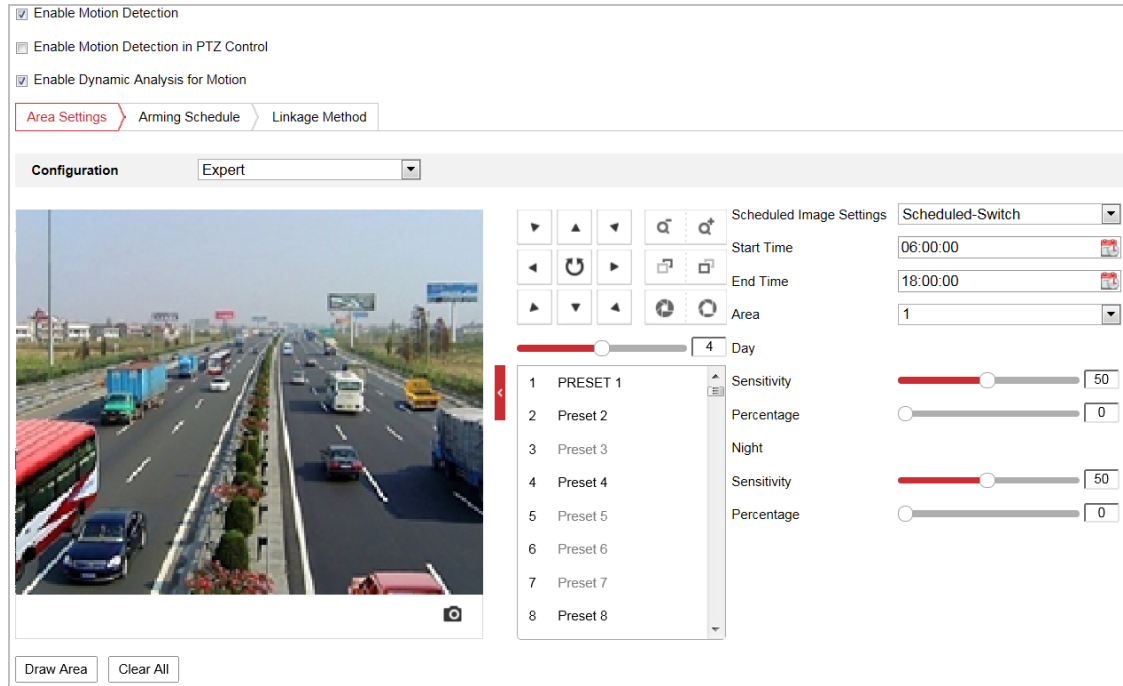 Enable Motion Detection
Enable Motion Detection in PTZ Control
Enable Dynamic Analysis for Motion
Area Settings Arming Schedule Linkage Method
Configuration Expert
Scheduled Image Settings Scheduled-Switch
Start Time 06:00:00
End Time 18:00:00
Area 1
4 Day
1 PRESET 1
2 Preset 2
3 Preset 3
4 Preset 4
5 Preset 5
6 Preset 6
7 Preset 7
8 Preset 8
Sensitivity 50
Percentage 0
Night
Sensitivity 50
Percentage 0
Draw Area Clear All